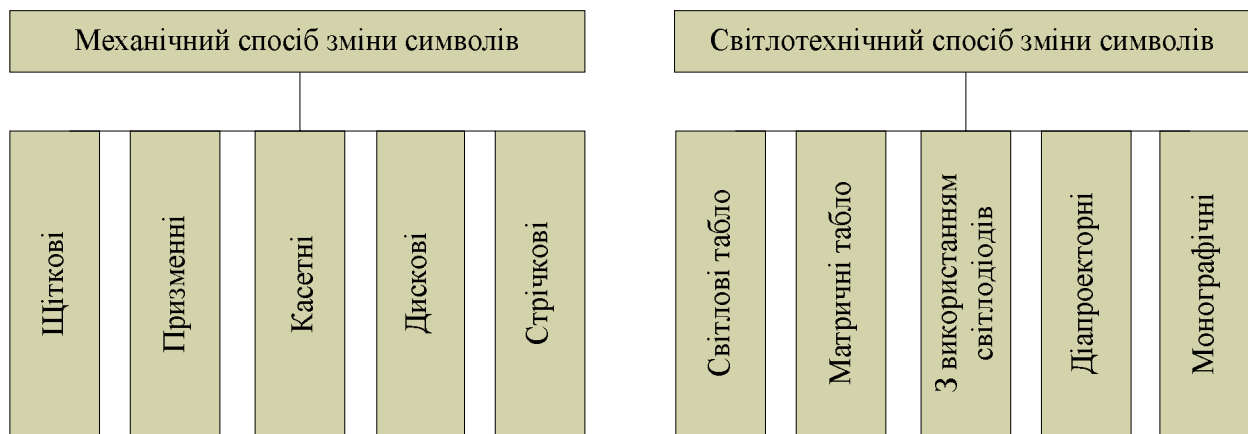 Механічний спосіб зміни символів
Щіткові
Призменні
Касетні
Дискові
Стрічкові
Світлотехнічний спосіб зміни символів
Світлові табло
Матричні табло
З використанням
світлодіодів
Діапроекторні
Монографічні